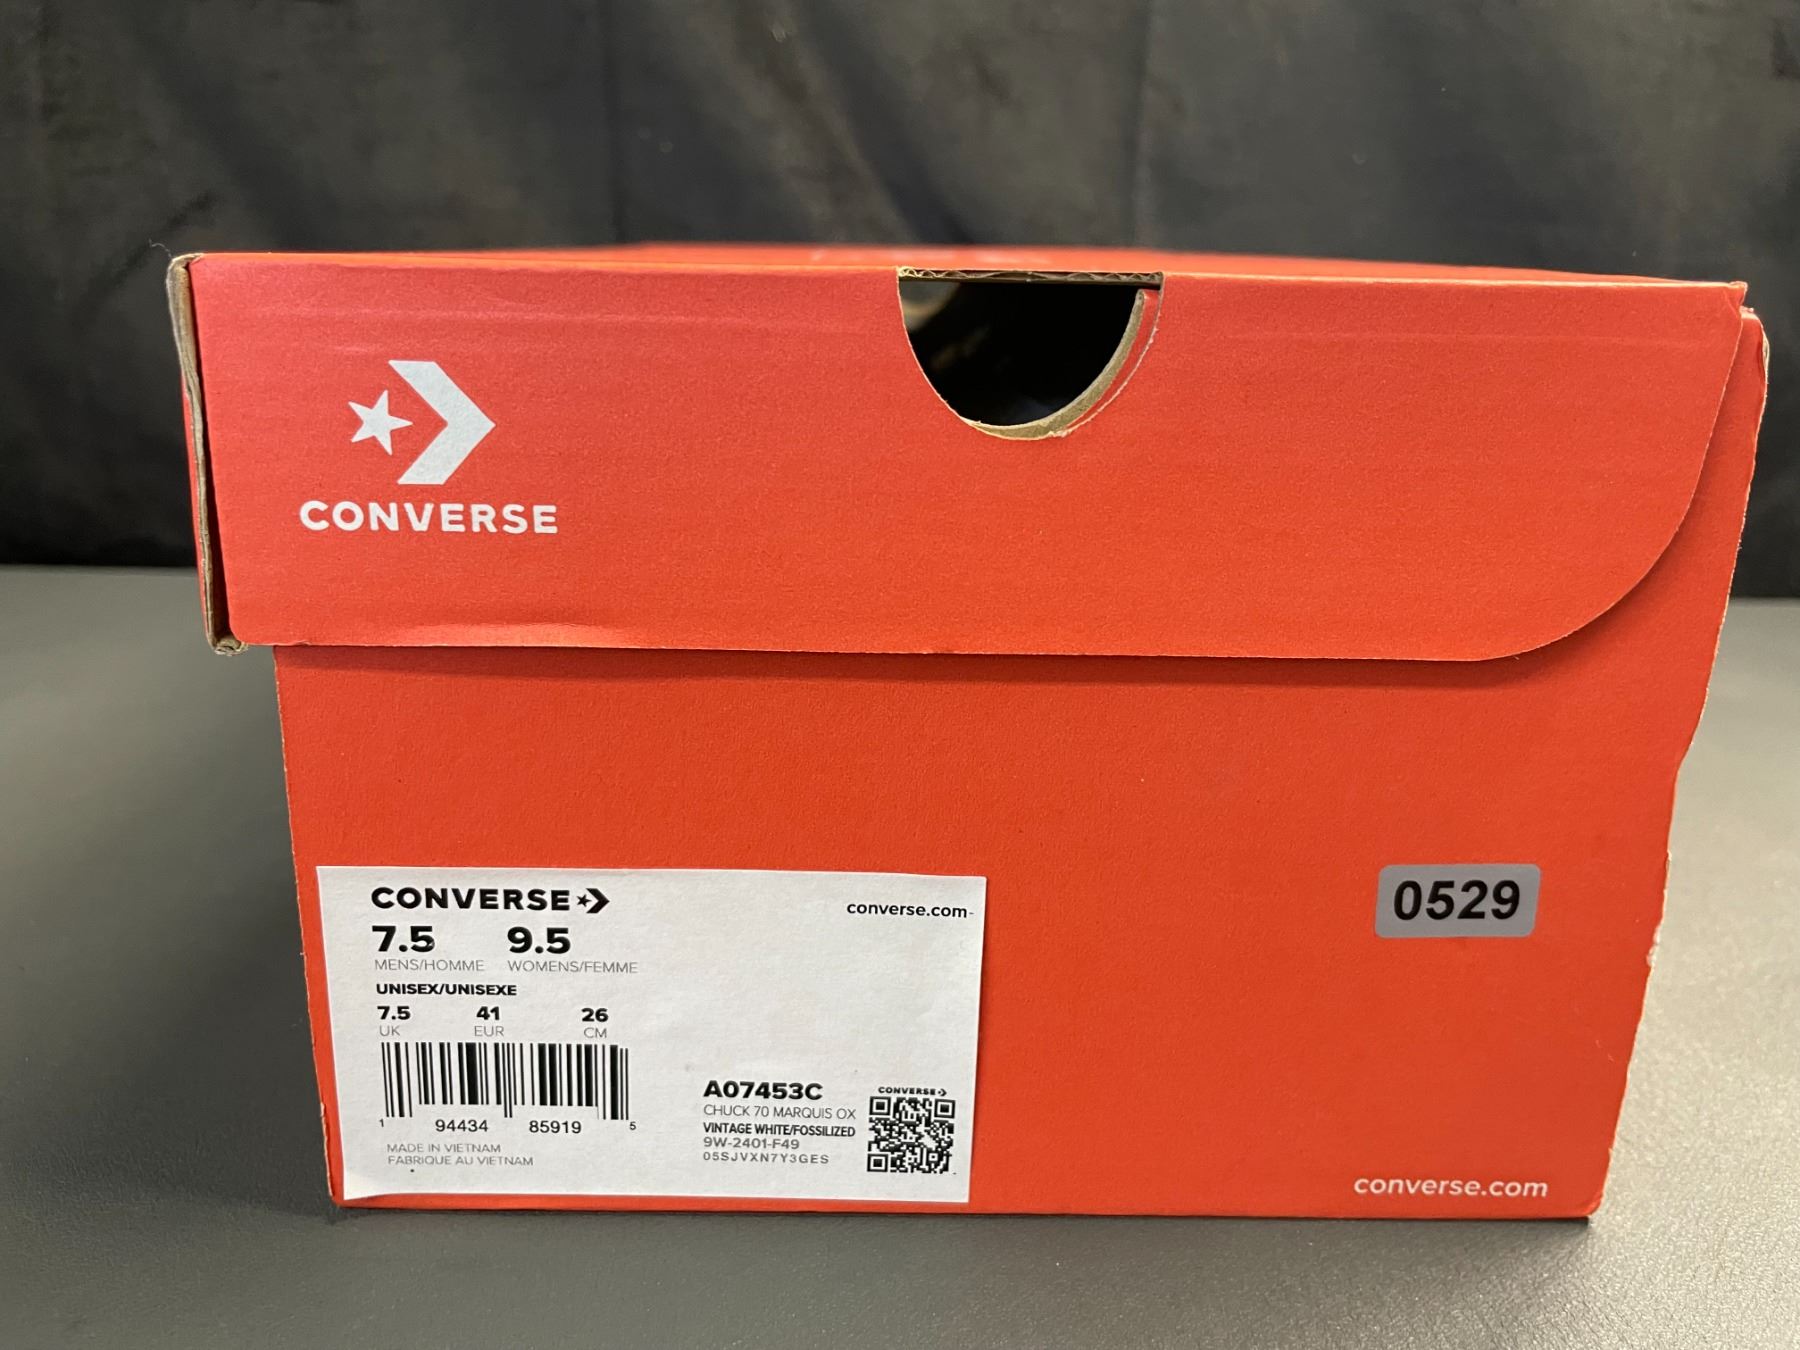 CONVERSE
CONVERSE
converse.com
7.5 9.5
MENS/HOMME WOMENS/FEMME
UNISEX/UNISEXE
7.5 41 26
UK EUR CM
1 94434 85919 5
MADE IN VIETNAM
FABRIQUE AU VIETNAM
A07453C
CHUCK 70 MARQUIS OX
VINTAGE WHITE/FOSSILIZED
9W-2401-F49
05SJVXN7Y3GES
CONVERSE
0529
converse.com